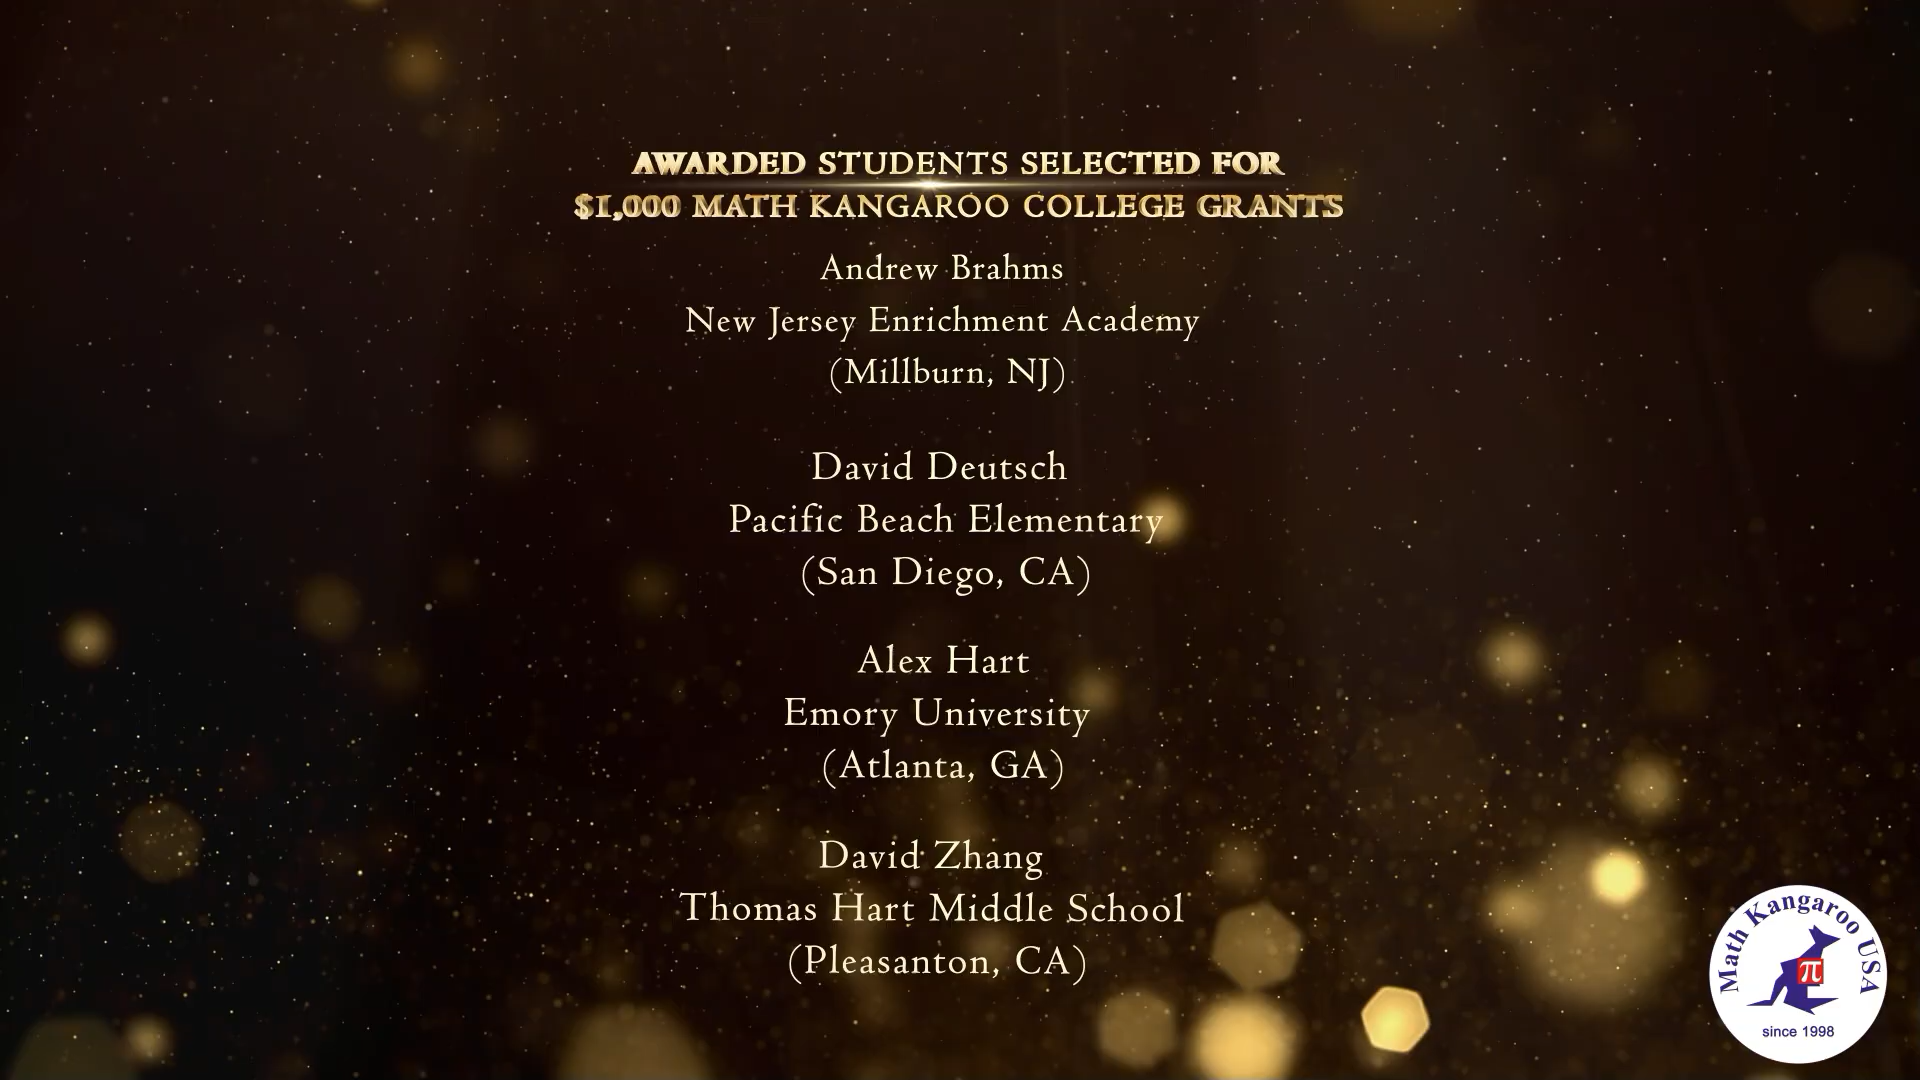 AWARDED STUDENTS SELECTED FOR
$1,000 MATH KANGAROO COLLEGE GRANTS
Andrew Brahms
New Jersey Enrichment Academy
(Millburn, NJ)
David Deutsch
Pacific Beach Elementary
(San Diego, CA)
Alex Hart
Emory University
(Atlanta, GA)
David Zhang
Thomas Hart Middle School
(Pleasanton, CA)
Math Kangaroo USA
π
since 1998